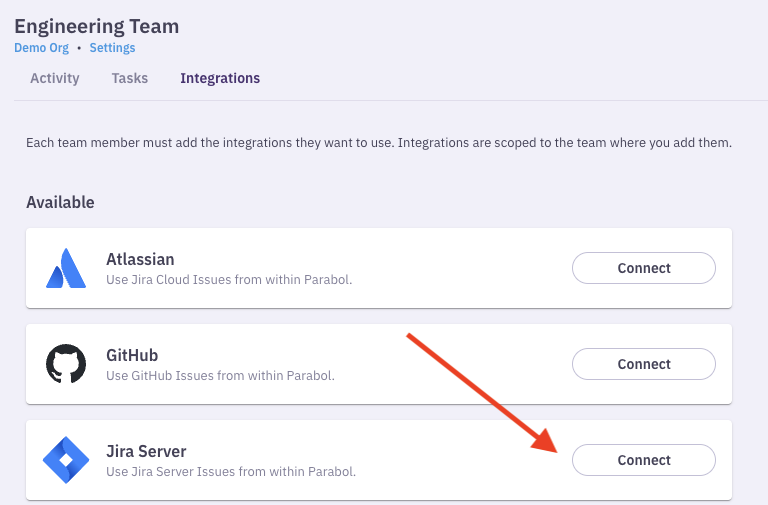 Engineering Team
Demo Org • Settings
Activity Tasks Integrations
Each team member must add the integrations they want to use. Integrations are scoped to the team where you add them.
Available
Atlassian
Use Jira Cloud Issues from within Parabol.
Connect
GitHub
Use GitHub Issues from within Parabol.
Connect
Jira Server
Use Jira Server Issues from within Parabol.
Connect